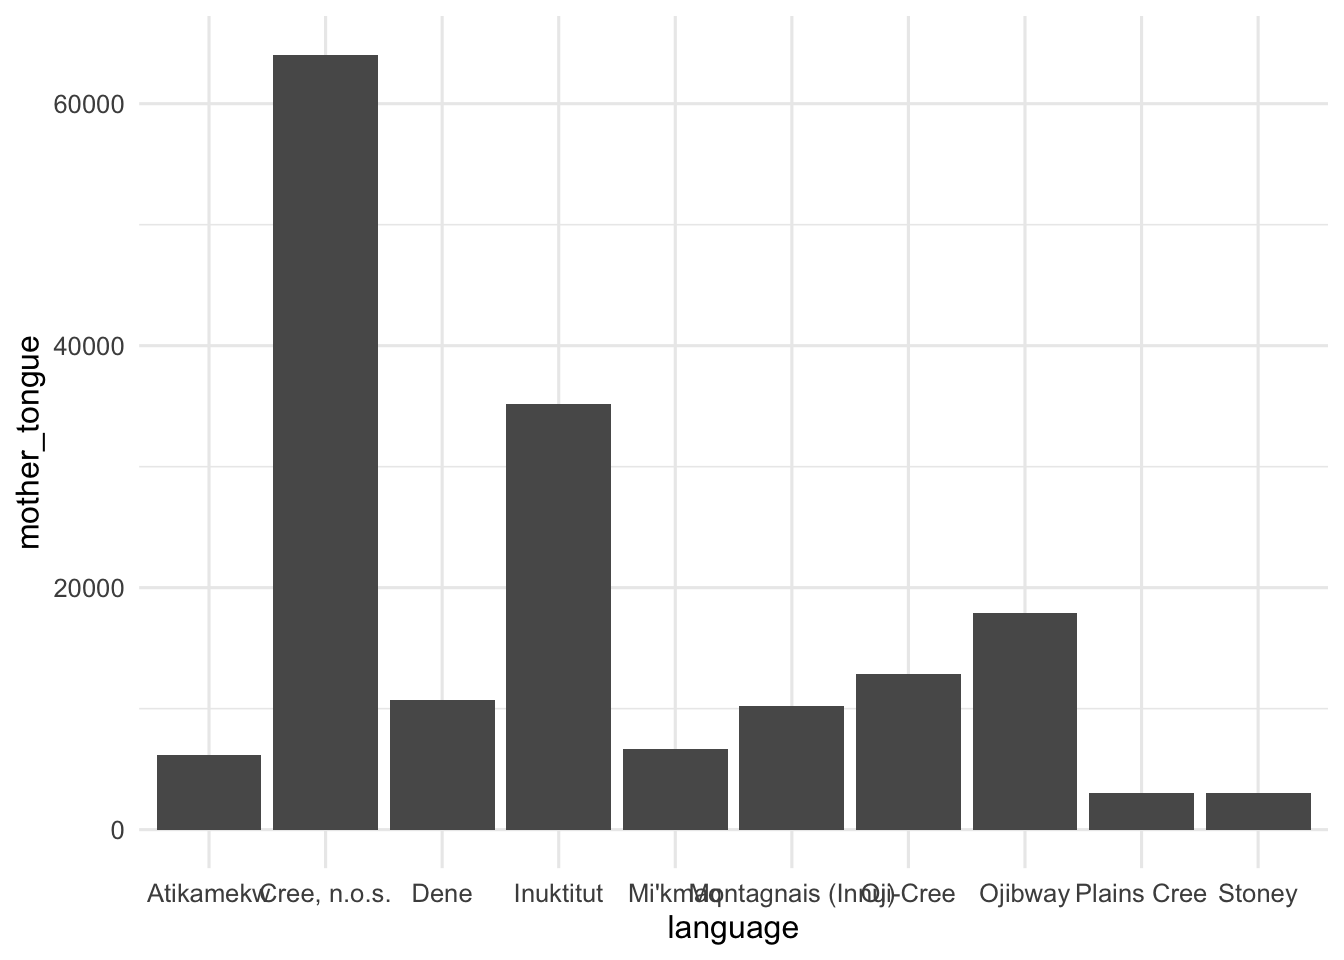 mother_tongue
60000
40000
20000
0
Atikamekw Cree, n.o.s. Dene Inuktitut Mi'kmaq Montagnais (Innu) Oji-Cree Ojibway Plains Cree Stoney
language